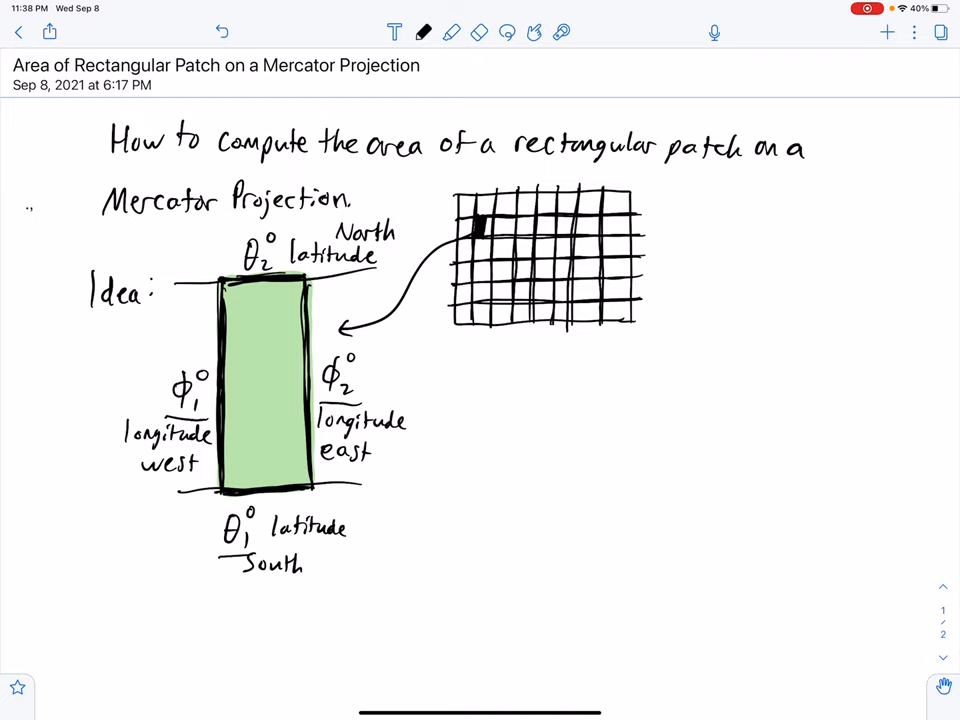 11:38 PM Wed Sep 8
40%
T
Area of Rectangular Patch on a Mercator Projection
Sep 8, 2021 at 6:17 PM
How to compute the area of a rectangular patch on a
Mercator Projection.
θ₂° latitude North
Idea:
ϕ₁° longitude west
ϕ₂° longitude east
θ₁° latitude
South
1
/
2